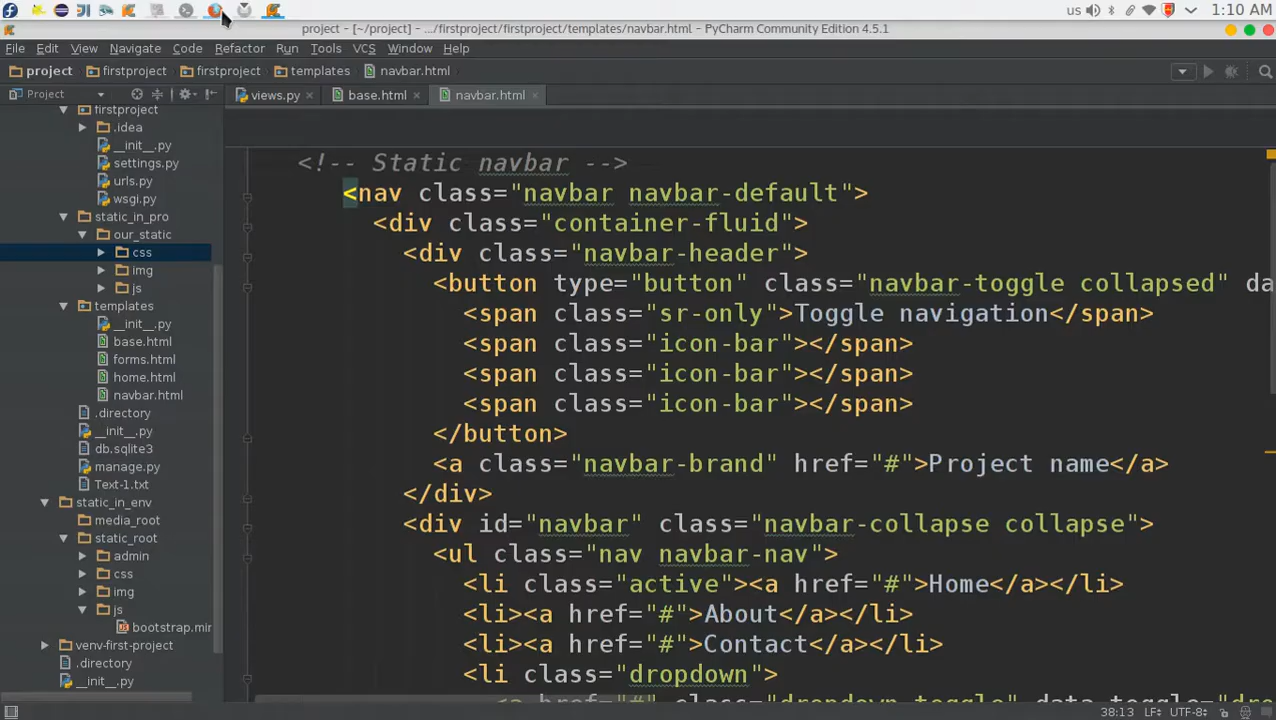 us 1:10 AM
project - [~/project] - .../firstproject/firstproject/templates/navbar.html - PyCharm Community Edition 4.5.1
File Edit View Navigate Code Refactor Run Tools VCS Window Help
project firstproject firstproject templates navbar.html
Project
views.py base.html navbar.html
firstproject
.idea
__init__.py
settings.py
urls.py
wsgi.py
static_in_pro
our_static
css
img
js
templates
__init__.py
base.html
forms.html
home.html
navbar.html
.directory
__init__.py
db.sqlite3
manage.py
Text-1.txt
static_in_env
media_root
static_root
admin
css
img
js
bootstrap.mir
venv-first-project
.directory
__init__.py
<!-- Static navbar -->
<nav class="navbar navbar-default">
<div class="container-fluid">
<div class="navbar-header">
<button type="button" class="navbar-toggle collapsed" da
<span class="sr-only">Toggle navigation</span>
<span class="icon-bar"></span>
<span class="icon-bar"></span>
<span class="icon-bar"></span>
</button>
<a class="navbar-brand" href="#">Project name</a>
</div>
<div id="navbar" class="navbar-collapse collapse">
<ul class="nav navbar-nav">
<li class="active"><a href="#">Home</a></li>
<li><a href="#">About</a></li>
<li><a href="#">Contact</a></li>
<li class="dropdown">
<a href="#" class="dropdown-toggle" data-toggle="dro
38:13 LF UTF-8